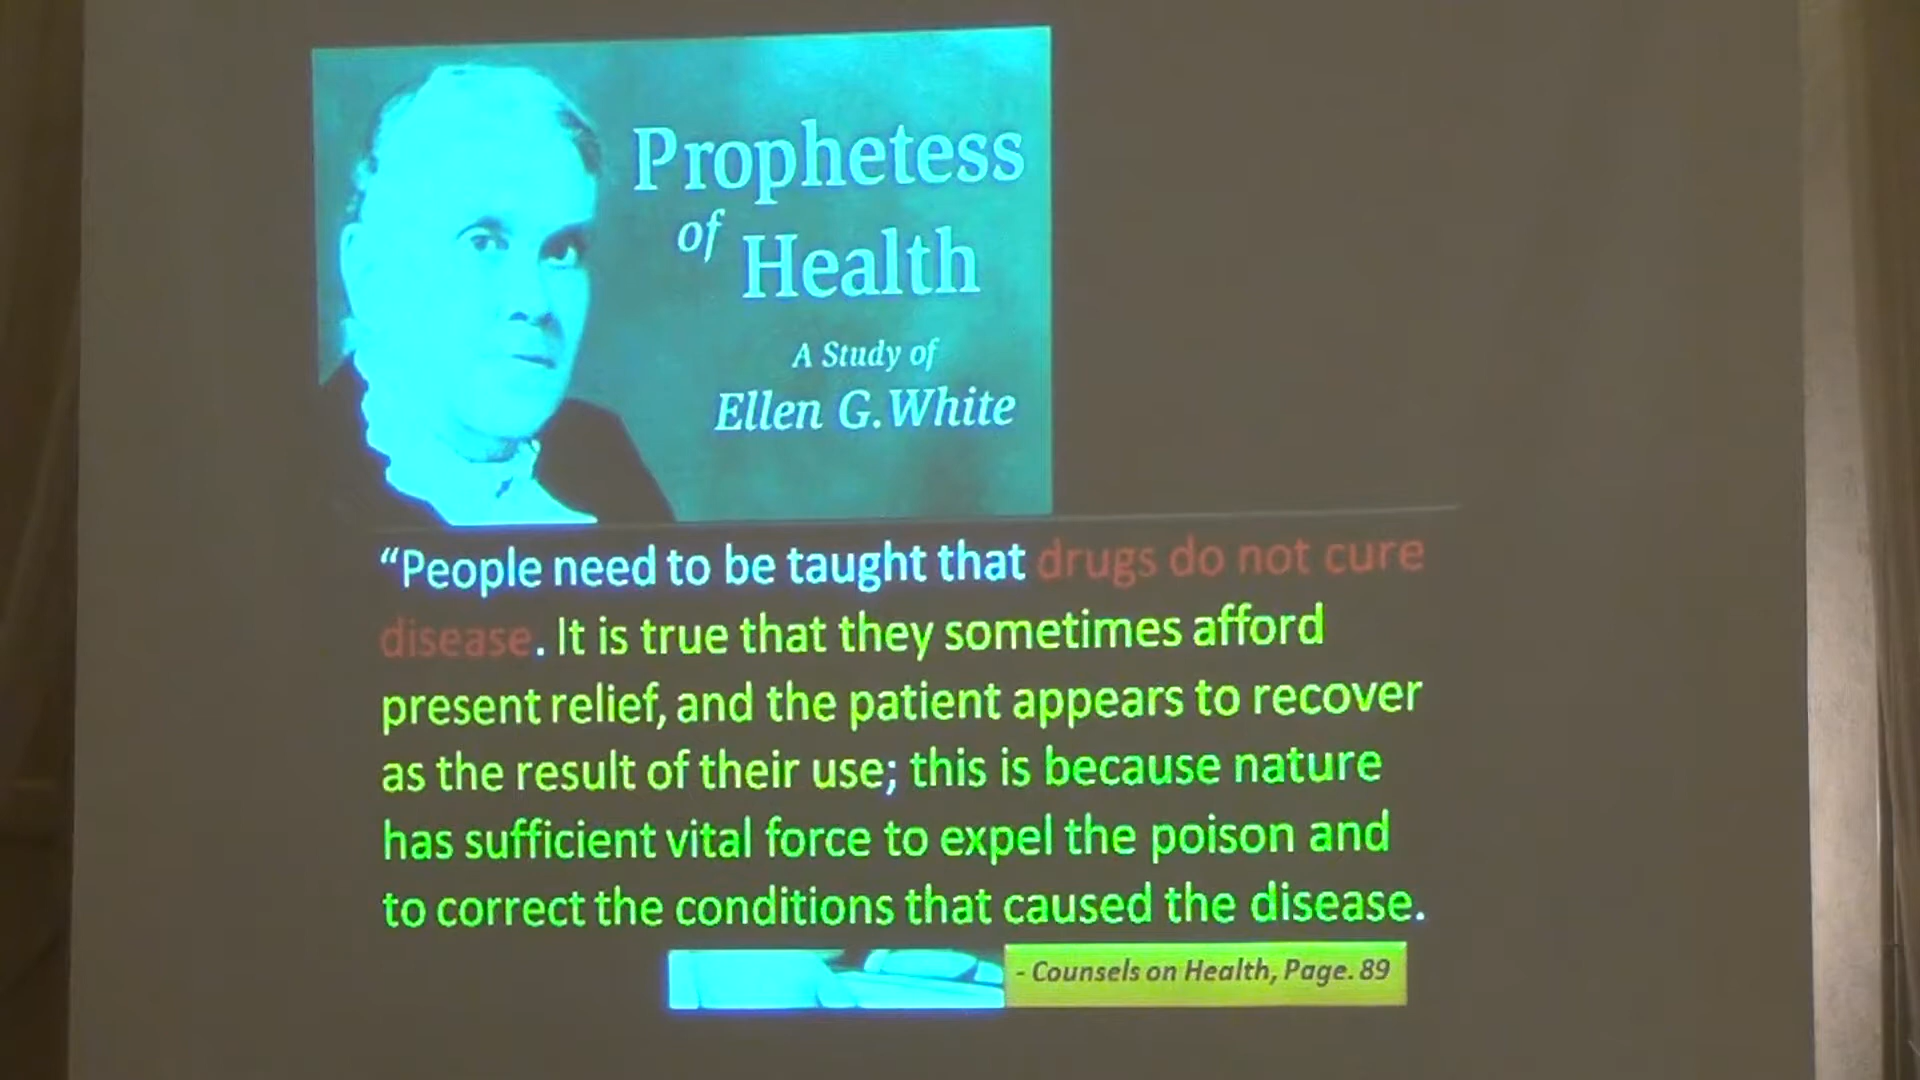 Prophetess
of Health
A Study of
Ellen G. White
“People need to be taught that drugs do not cure
disease. It is true that they sometimes afford
present relief, and the patient appears to recover
as the result of their use; this is because nature
has sufficient vital force to expel the poison and
to correct the conditions that caused the disease.
- Counsels on Health, Page. 89